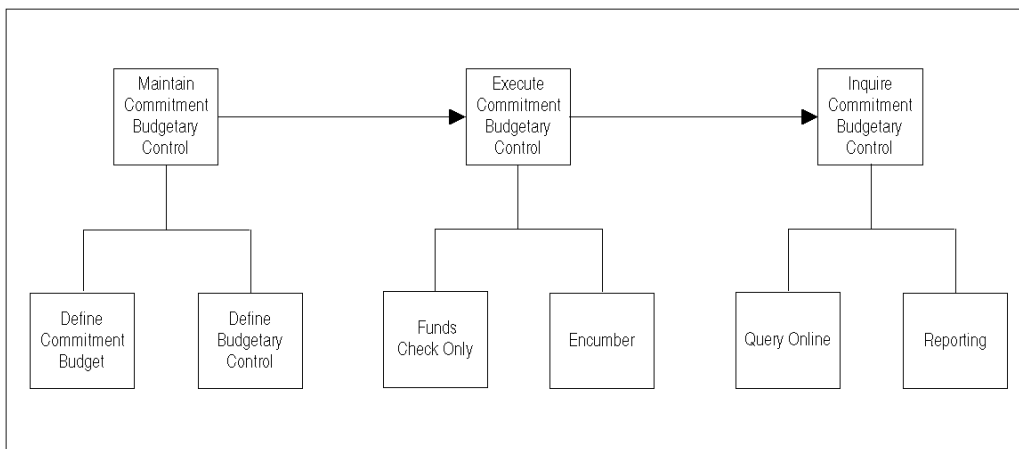 Maintain
Commitment
Budgetary
Control
Execute
Commitment
Budgetary
Control
Inquire
Commitment
Budgetary
Control
Define
Commitment
Budget
Define
Budgetary
Control
Funds
Check Only
Encumber
Query Online
Reporting